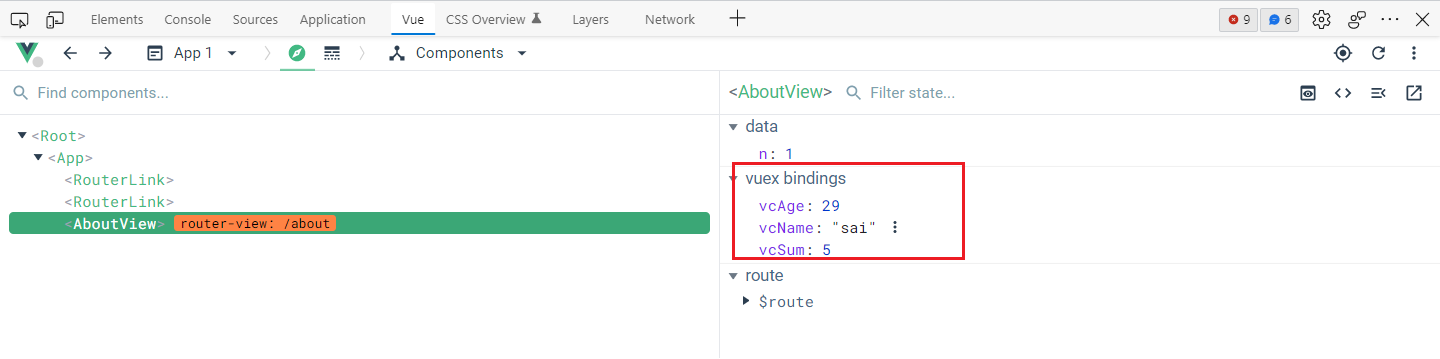 Elements Console Sources Application Vue CSS Overview Layers Network 9 6
App 1 Components
Find components...
<AboutView> Filter state...
<Root>
<App>
<RouterLink>
<RouterLink>
<AboutView> router-view: /about
data
n: 1
vuex bindings
vcAge: 29
vcName: "sai"
vcSum: 5
route
$route